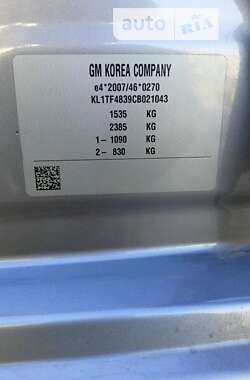 auto RIA
GM KOREA COMPANY
e4*2007/46*0270
KL1TF4839CB021043
1535 KG
2385 KG
1- 1090 KG
2- 830 KG